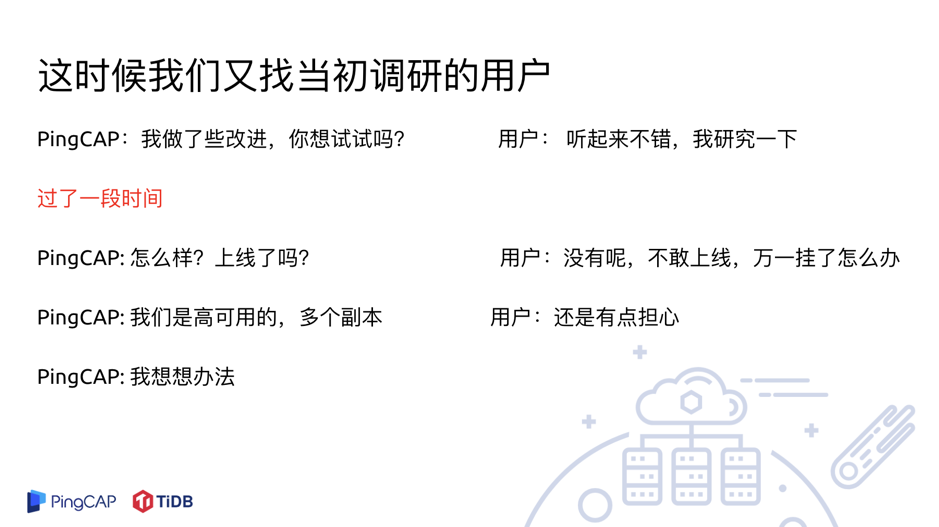 这时候我们又找当初调研的用户
PingCAP：我做了些改进，你想试试吗？ 用户： 听起来不错，我研究一下
过了一段时间
PingCAP: 怎么样？上线了吗？ 用户：没有呢，不敢上线，万一挂了怎么办
PingCAP: 我们是高可用的，多个副本 用户：还是有点担心
PingCAP: 我想想办法
PingCAP TiDB